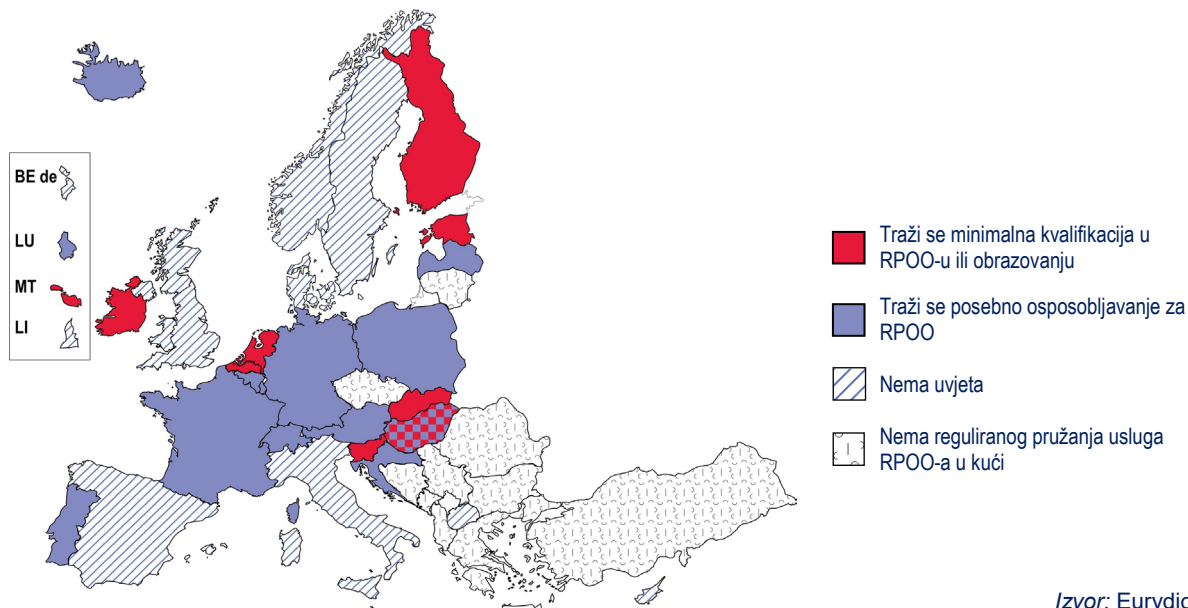 BE de
LU
MT
LI
Traži se minimalna kvalifikacija u
RPOO-u ili obrazovanju
Traži se posebno osposobljavanje za
RPOO
Nema uvjeta
Nema reguliranog pružanja usluga
RPOO-a u kući
Izvor: Eurydic